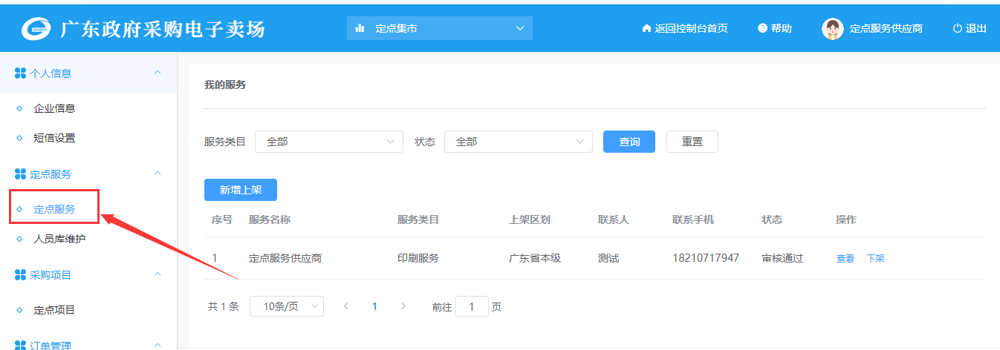 广东政府采购电子卖场
定点集市
返回控制台首页
帮助
定点服务供应商
退出
个人信息
企业信息
短信设置
定点服务
定点服务
人员库维护
采购项目
定点项目
订单管理
我的服务
服务类目 全部 状态 全部 查询 重置
新增上架
序号 服务名称 服务类目 上架区划 联系人 联系手机 状态 操作
1 定点服务供应商 印刷服务 广东省本级 测试 18210717947 审核通过 查看 下架
共 1 条 10条/页 1 前往 1 页